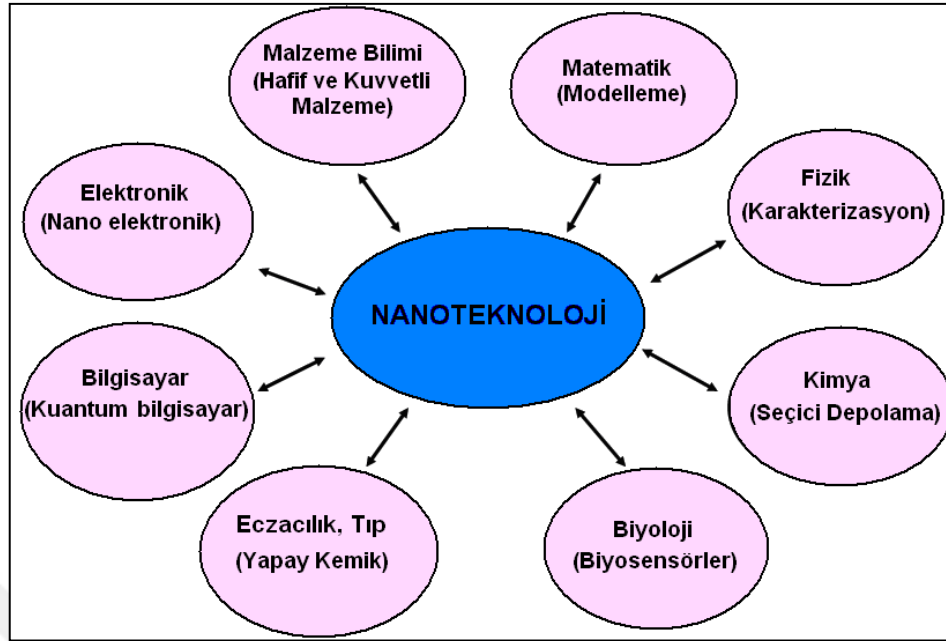 Malzeme Bilimi
(Hafif ve Kuvvetli
Malzeme)
Matematik
(Modelleme)
Elektronik
(Nano elektronik)
Fizik
(Karakterizasyon)
NANOTEKNOLOJİ
Bilgisayar
(Kuantum bilgisayar)
Kimya
(Seçici Depolama)
Eczacılık, Tıp
(Yapay Kemik)
Biyoloji
(Biyosensörler)